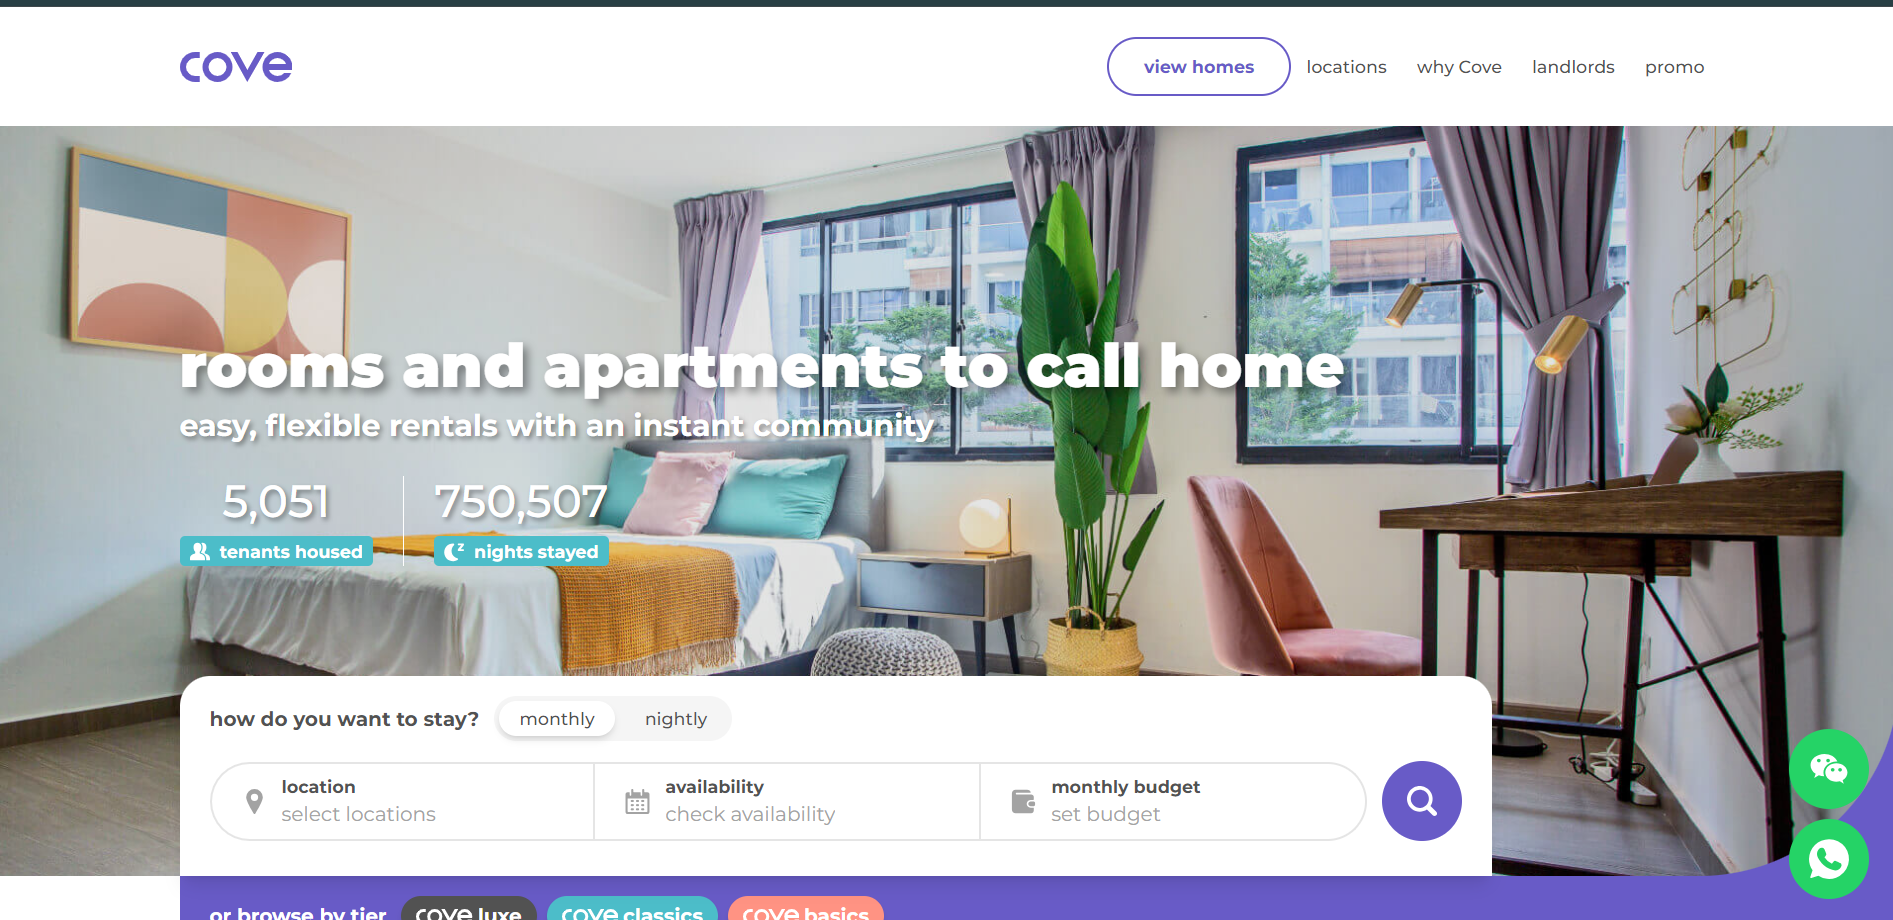 cove
view homes
locations
why Cove
landlords
promo
rooms and apartments to call home
easy, flexible rentals with an instant community
5,051
tenants housed
750,507
nights stayed
how do you want to stay?
monthly
nightly
location
select locations
availability
check availability
monthly budget
set budget
or browse by tier
cove luxe
cove classics
cove basics